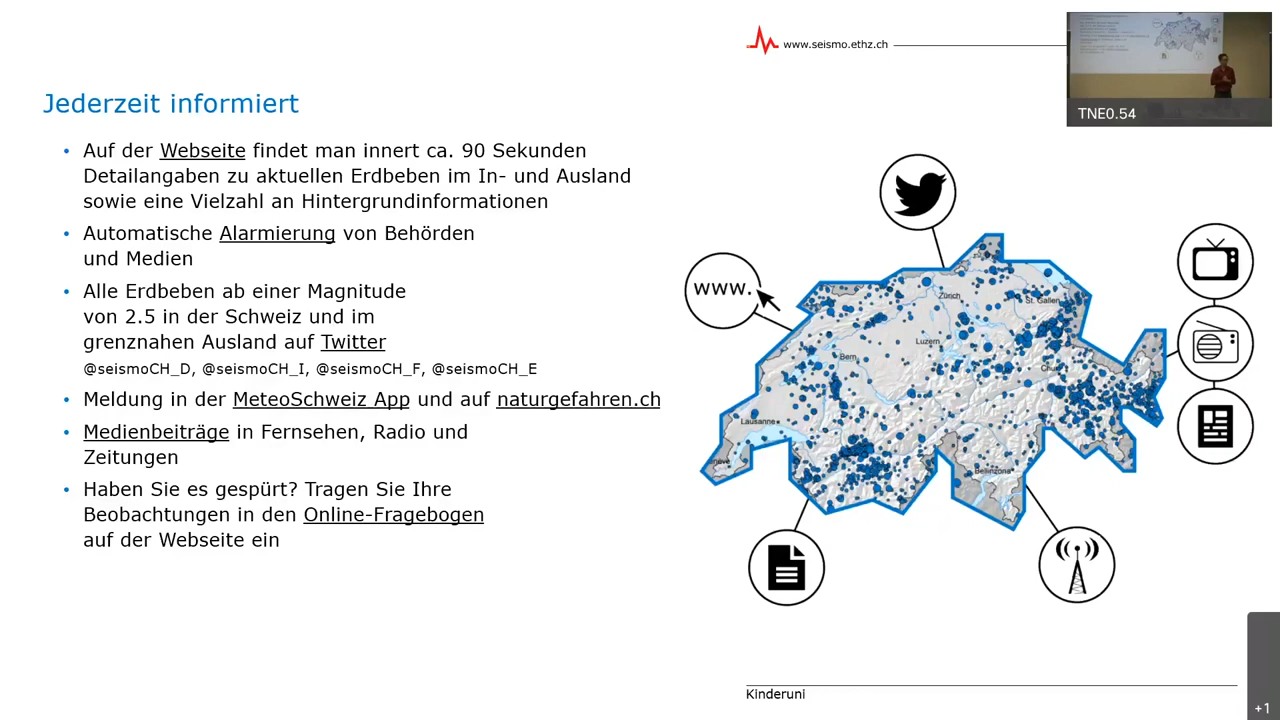 www.seismo.ethz.ch
TNE0.54
Jederzeit informiert
• Auf der Webseite findet man innert ca. 90 Sekunden
Detailangaben zu aktuellen Erdbeben im In- und Ausland
sowie eine Vielzahl an Hintergrundinformationen
• Automatische Alarmierung von Behörden
und Medien
• Alle Erdbeben ab einer Magnitude
von 2.5 in der Schweiz und im
grenznahen Ausland auf Twitter
@seismoCH_D, @seismoCH_I, @seismoCH_F, @seismoCH_E
• Meldung in der MeteoSchweiz App und auf naturgefahren.ch
• Medienbeiträge in Fernsehen, Radio und
Zeitungen
• Haben Sie es gespürt? Tragen Sie Ihre
Beobachtungen in den Online-Fragebogen
auf der Webseite ein
www.
Zürich
St. Gallen
Luzern
Bern
Chur
Lausanne
Bellinzona
Kinderuni
+1